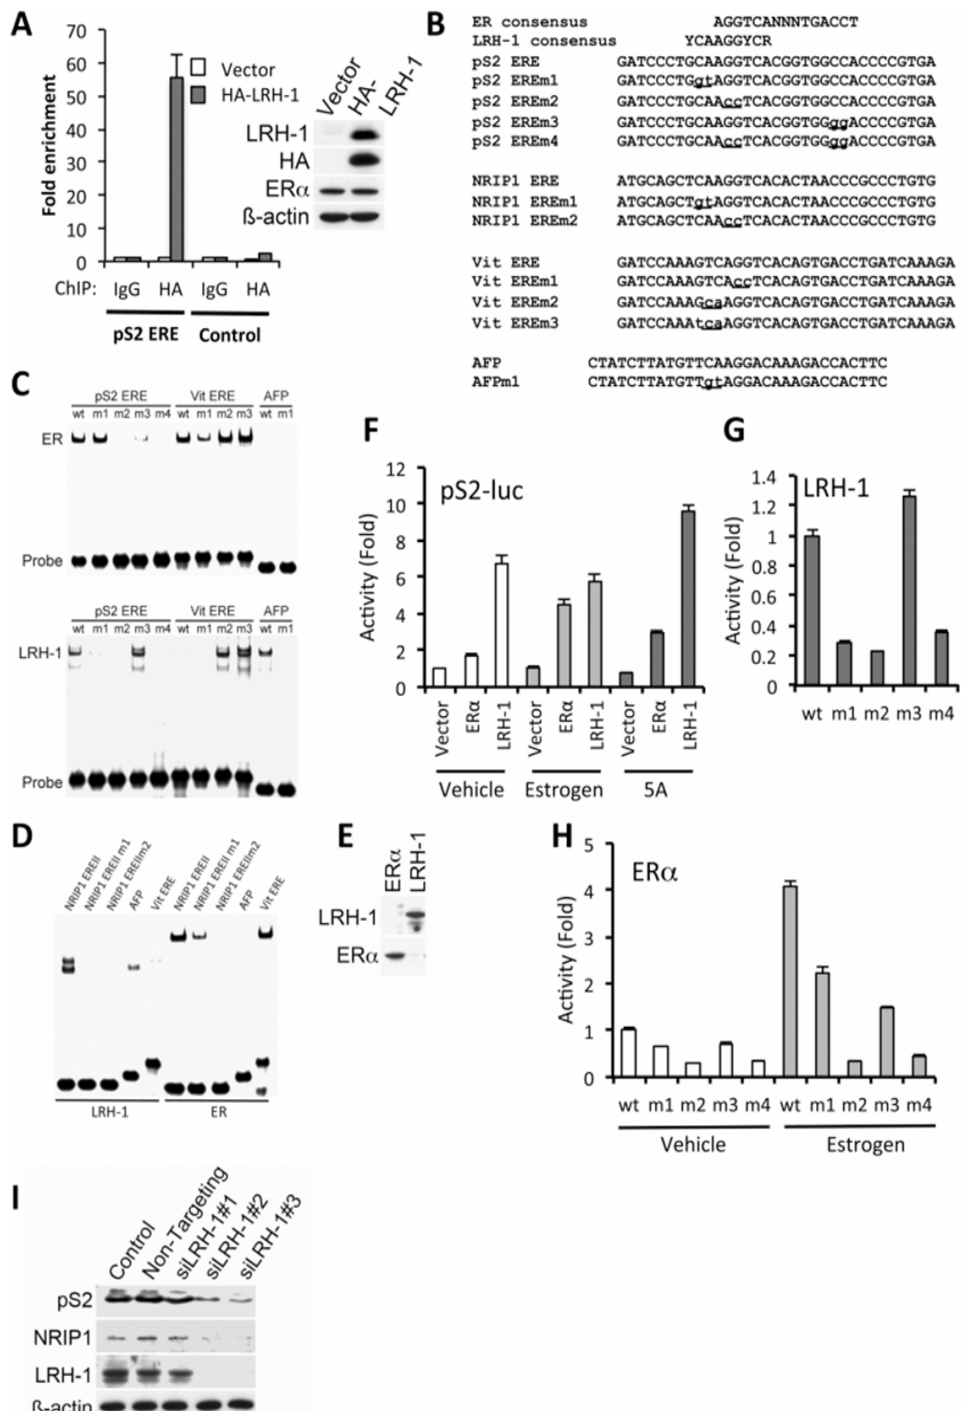 A
Fold enrichment
70
60
50
40
30
20
10
0
Vector
HA-LRH-1
ChIP: IgG HA IgG HA
pS2 ERE Control
Vector
HA-
LRH-1
LRH-1
HA
ERα
ß-actin
B
ER consensus AGGTCANNNTGACCT
LRH-1 consensus YCAAGGYCR
pS2 ERE GATCCCTGCAAGGTCACGGTGGCCACCCCGTGA
pS2 EREm1 GATCCCTGgtAGGTCACGGTGGCCACCCCGTGA
pS2 EREm2 GATCCCTGCAAccTCACGGTGGCCACCCCGTGA
pS2 EREm3 GATCCCTGCAAGGTCACGGTGGggACCCCGTGA
pS2 EREm4 GATCCCTGCAAccTCACGGTGGggACCCCGTGA
NRIP1 ERE ATGCAGCTCAAGGTCACACTAACCCGCCCTGTG
NRIP1 EREm1 ATGCAGCTgtAGGTCACACTAACCCGCCCTGTG
NRIP1 EREm2 ATGCAGCTCAAccTCACACTAACCCGCCCTGTG
Vit ERE GATCCAAAGTCAGGTCACAGTGACCTGATCAAAGA
Vit EREm1 GATCCAAAGTCAccTCACAGTGACCTGATCAAAGA
Vit EREm2 GATCCAAAGcaAGGTCACAGTGACCTGATCAAAGA
Vit EREm3 GATCCAAAtcaAGGTCACAGTGACCTGATCAAAGA
AFP CTATCTTATGTTCAAGGACAAAGACCACTTC
AFPm1 CTATCTTATGTTgtAGGACAAAGACCACTTC
C
pS2 ERE Vit ERE AFP
wt m1 m2 m3 m4 wt m1 m2 m3 wt m1
ER
Probe
pS2 ERE Vit ERE AFP
wt m1 m2 m3 m4 wt m1 m2 m3 wt m1
LRH-1
Probe
F
pS2-luc
Activity (Fold)
12
10
8
6
4
2
0
Vector ERα LRH-1 Vector ERα LRH-1 Vector ERα LRH-1
Vehicle Estrogen 5A
G
LRH-1
Activity (Fold)
1.4
1.2
1
0.8
0.6
0.4
0.2
0
wt m1 m2 m3 m4
D
NRIP1 EREII
NRIP1 EREII m1
NRIP1 EREIIm2
AFP
Vit ERE
NRIP1 EREII
NRIP1 EREII m1
NRIP1 EREIIm2
AFP
Vit ERE
LRH-1 ER
E
ERα
LRH-1
LRH-1
ERα
H
ERα
Activity (Fold)
5
4
3
2
1
0
wt m1 m2 m3 m4 wt m1 m2 m3 m4
Vehicle Estrogen
I
Control
Non-Targeting
siLRH-1#1
siLRH-1#2
siLRH-1#3
pS2
NRIP1
LRH-1
ß-actin